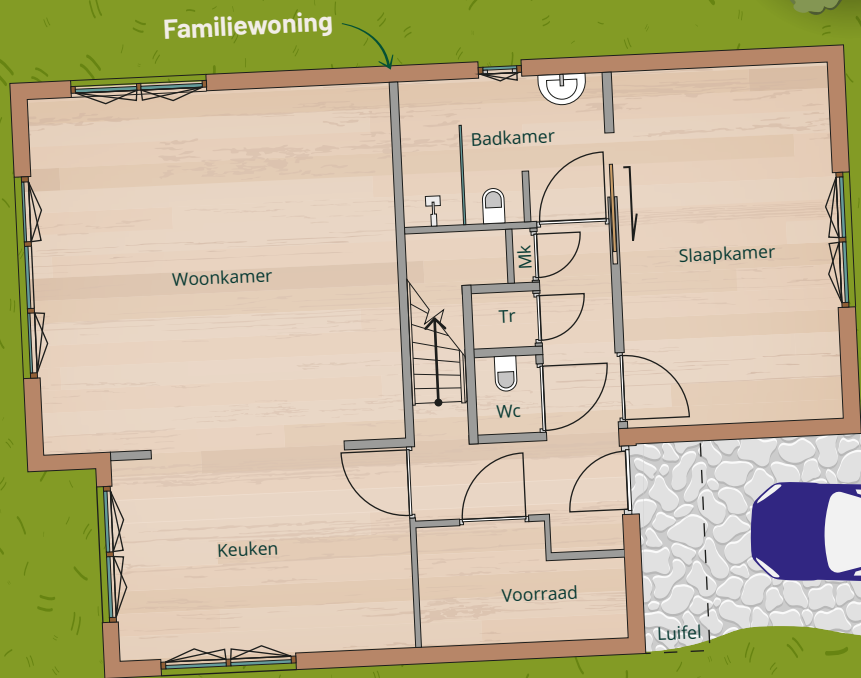 Familiewoning
Badkamer
Woonkamer
Mk
Slaapkamer
Tr
Wc
Keuken
Voorraad
Luifel